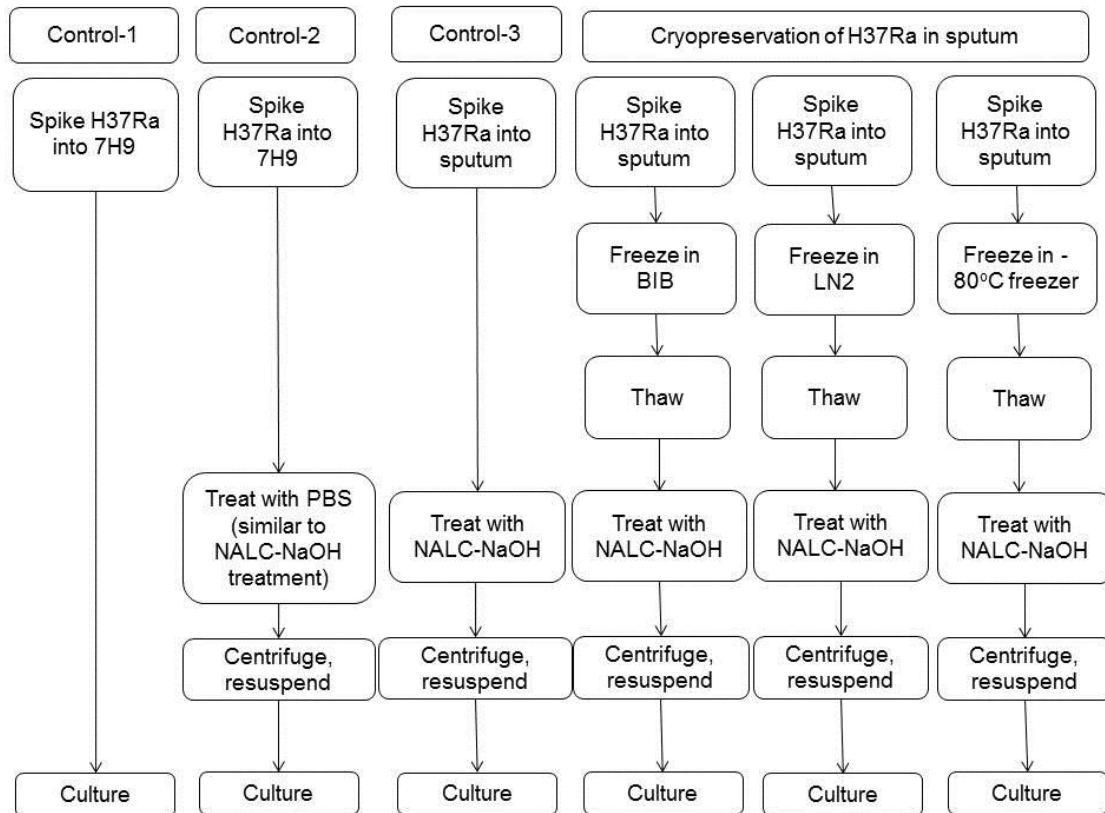 Control-1
Control-2
Control-3
Cryopreservation of H37Ra in sputum
Spike H37Ra
into 7H9
Spike
H37Ra into
7H9
Spike
H37Ra into
sputum
Spike
H37Ra into
sputum
Spike
H37Ra into
sputum
Spike
H37Ra into
sputum
Freeze in
BIB
Freeze in
LN2
Freeze in -
80°C freezer
Thaw
Thaw
Thaw
Treat with PBS
(similar to
NALC-NaOH
treatment)
Treat with
NALC-NaOH
Treat with
NALC-NaOH
Treat with
NALC-NaOH
Treat with
NALC-NaOH
Centrifuge,
resuspend
Centrifuge,
resuspend
Centrifuge,
resuspend
Centrifuge,
resuspend
Centrifuge,
resuspend
Culture
Culture
Culture
Culture
Culture
Culture